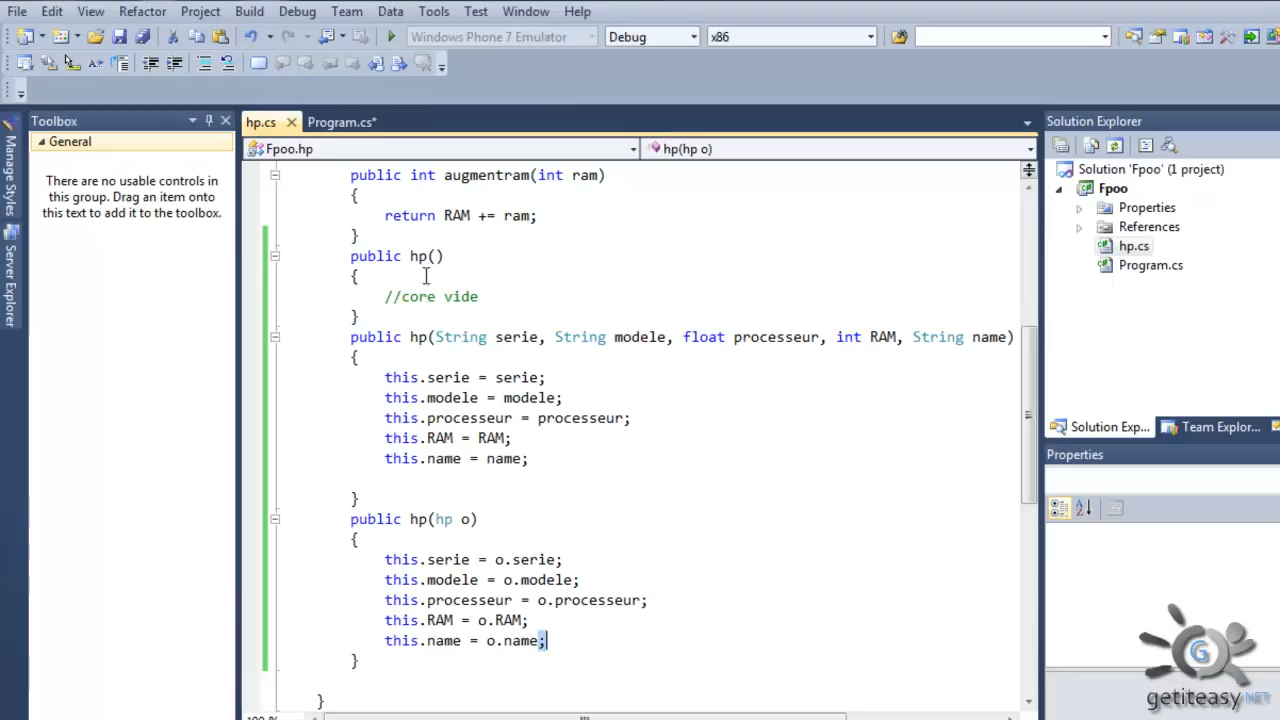 File Edit View Refactor Project Build Debug Team Data Tools Test Window Help
Windows Phone 7 Emulator Debug x86
Manage Styles
Server Explorer
Toolbox
General
There are no usable controls in
this group. Drag an item onto
this text to add it to the toolbox.
hp.cs Program.cs*
Fpoo.hp hp(hp o)
public int augmentram(int ram)
{
return RAM += ram;
}
public hp()
{
//core vide
}
public hp(String serie, String modele, float processeur, int RAM, String name)
{
this.serie = serie;
this.modele = modele;
this.processeur = processeur;
this.RAM = RAM;
this.name = name;
}
public hp(hp o)
{
this.serie = o.serie;
this.modele = o.modele;
this.processeur = o.processeur;
this.RAM = o.RAM;
this.name = o.name;
}
}
Solution Explorer
Solution 'Fpoo' (1 project)
Fpoo
Properties
References
hp.cs
Program.cs
Solution Exp... Team Explor...
Properties
G
getiteasy.NET